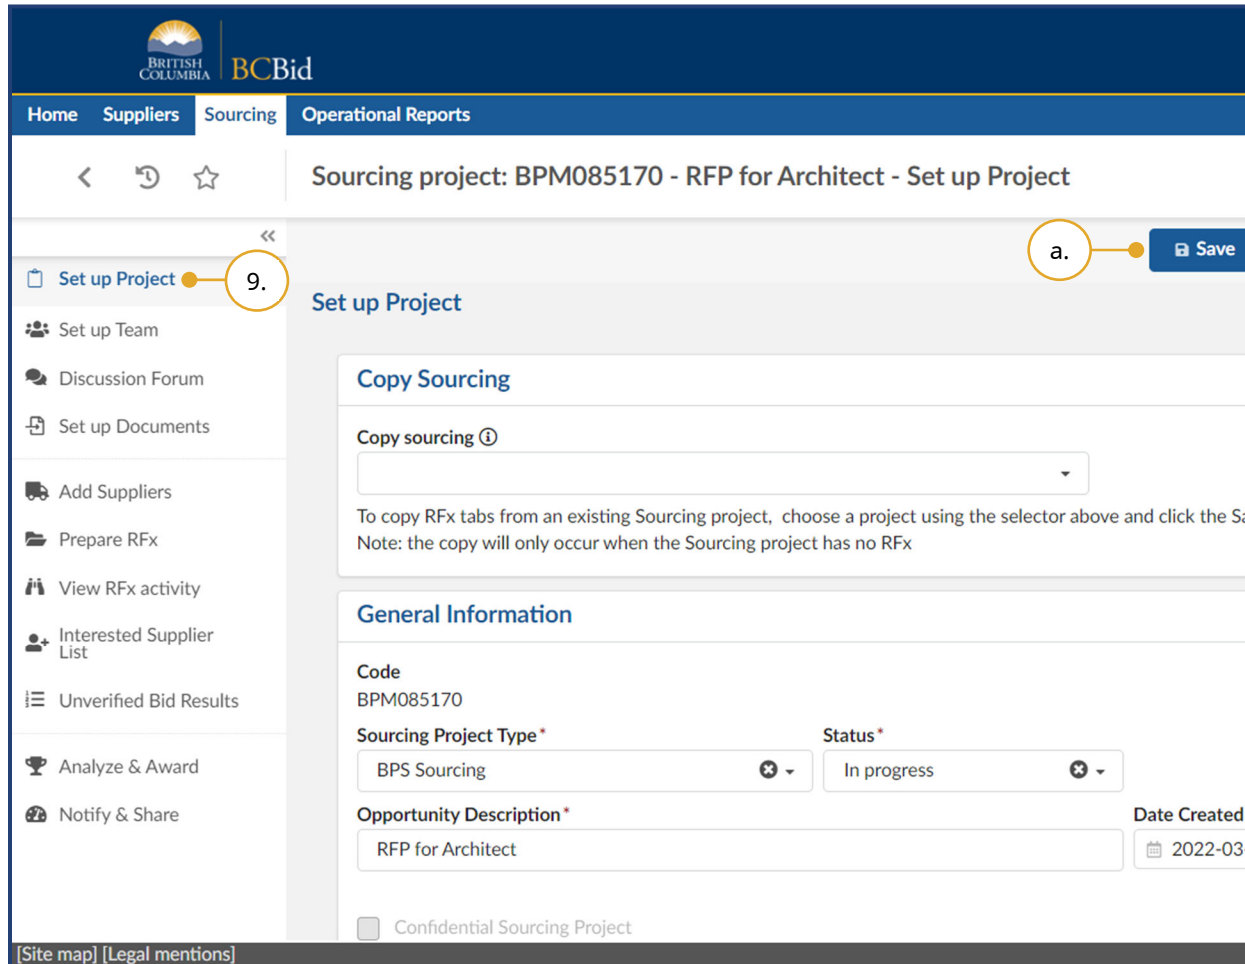 BRITISH
COLUMBIA
BCBid
Home Suppliers Sourcing Operational Reports
Sourcing project: BPM085170 - RFP for Architect - Set up Project
a.
Save
Set up Project
9.
Set up Team
Discussion Forum
Set up Documents
Add Suppliers
Prepare RFx
View RFx activity
Interested Supplier
List
Unverified Bid Results
Analyze & Award
Notify & Share
Set up Project
Copy Sourcing
Copy sourcing
To copy RFx tabs from an existing Sourcing project, choose a project using the selector above and click the Sa
Note: the copy will only occur when the Sourcing project has no RFx
General Information
Code
BPM085170
Sourcing Project Type* Status*
BPS Sourcing In progress
Opportunity Description* Date Created
RFP for Architect 2022-03-
Confidential Sourcing Project
[Site map] [Legal mentions]